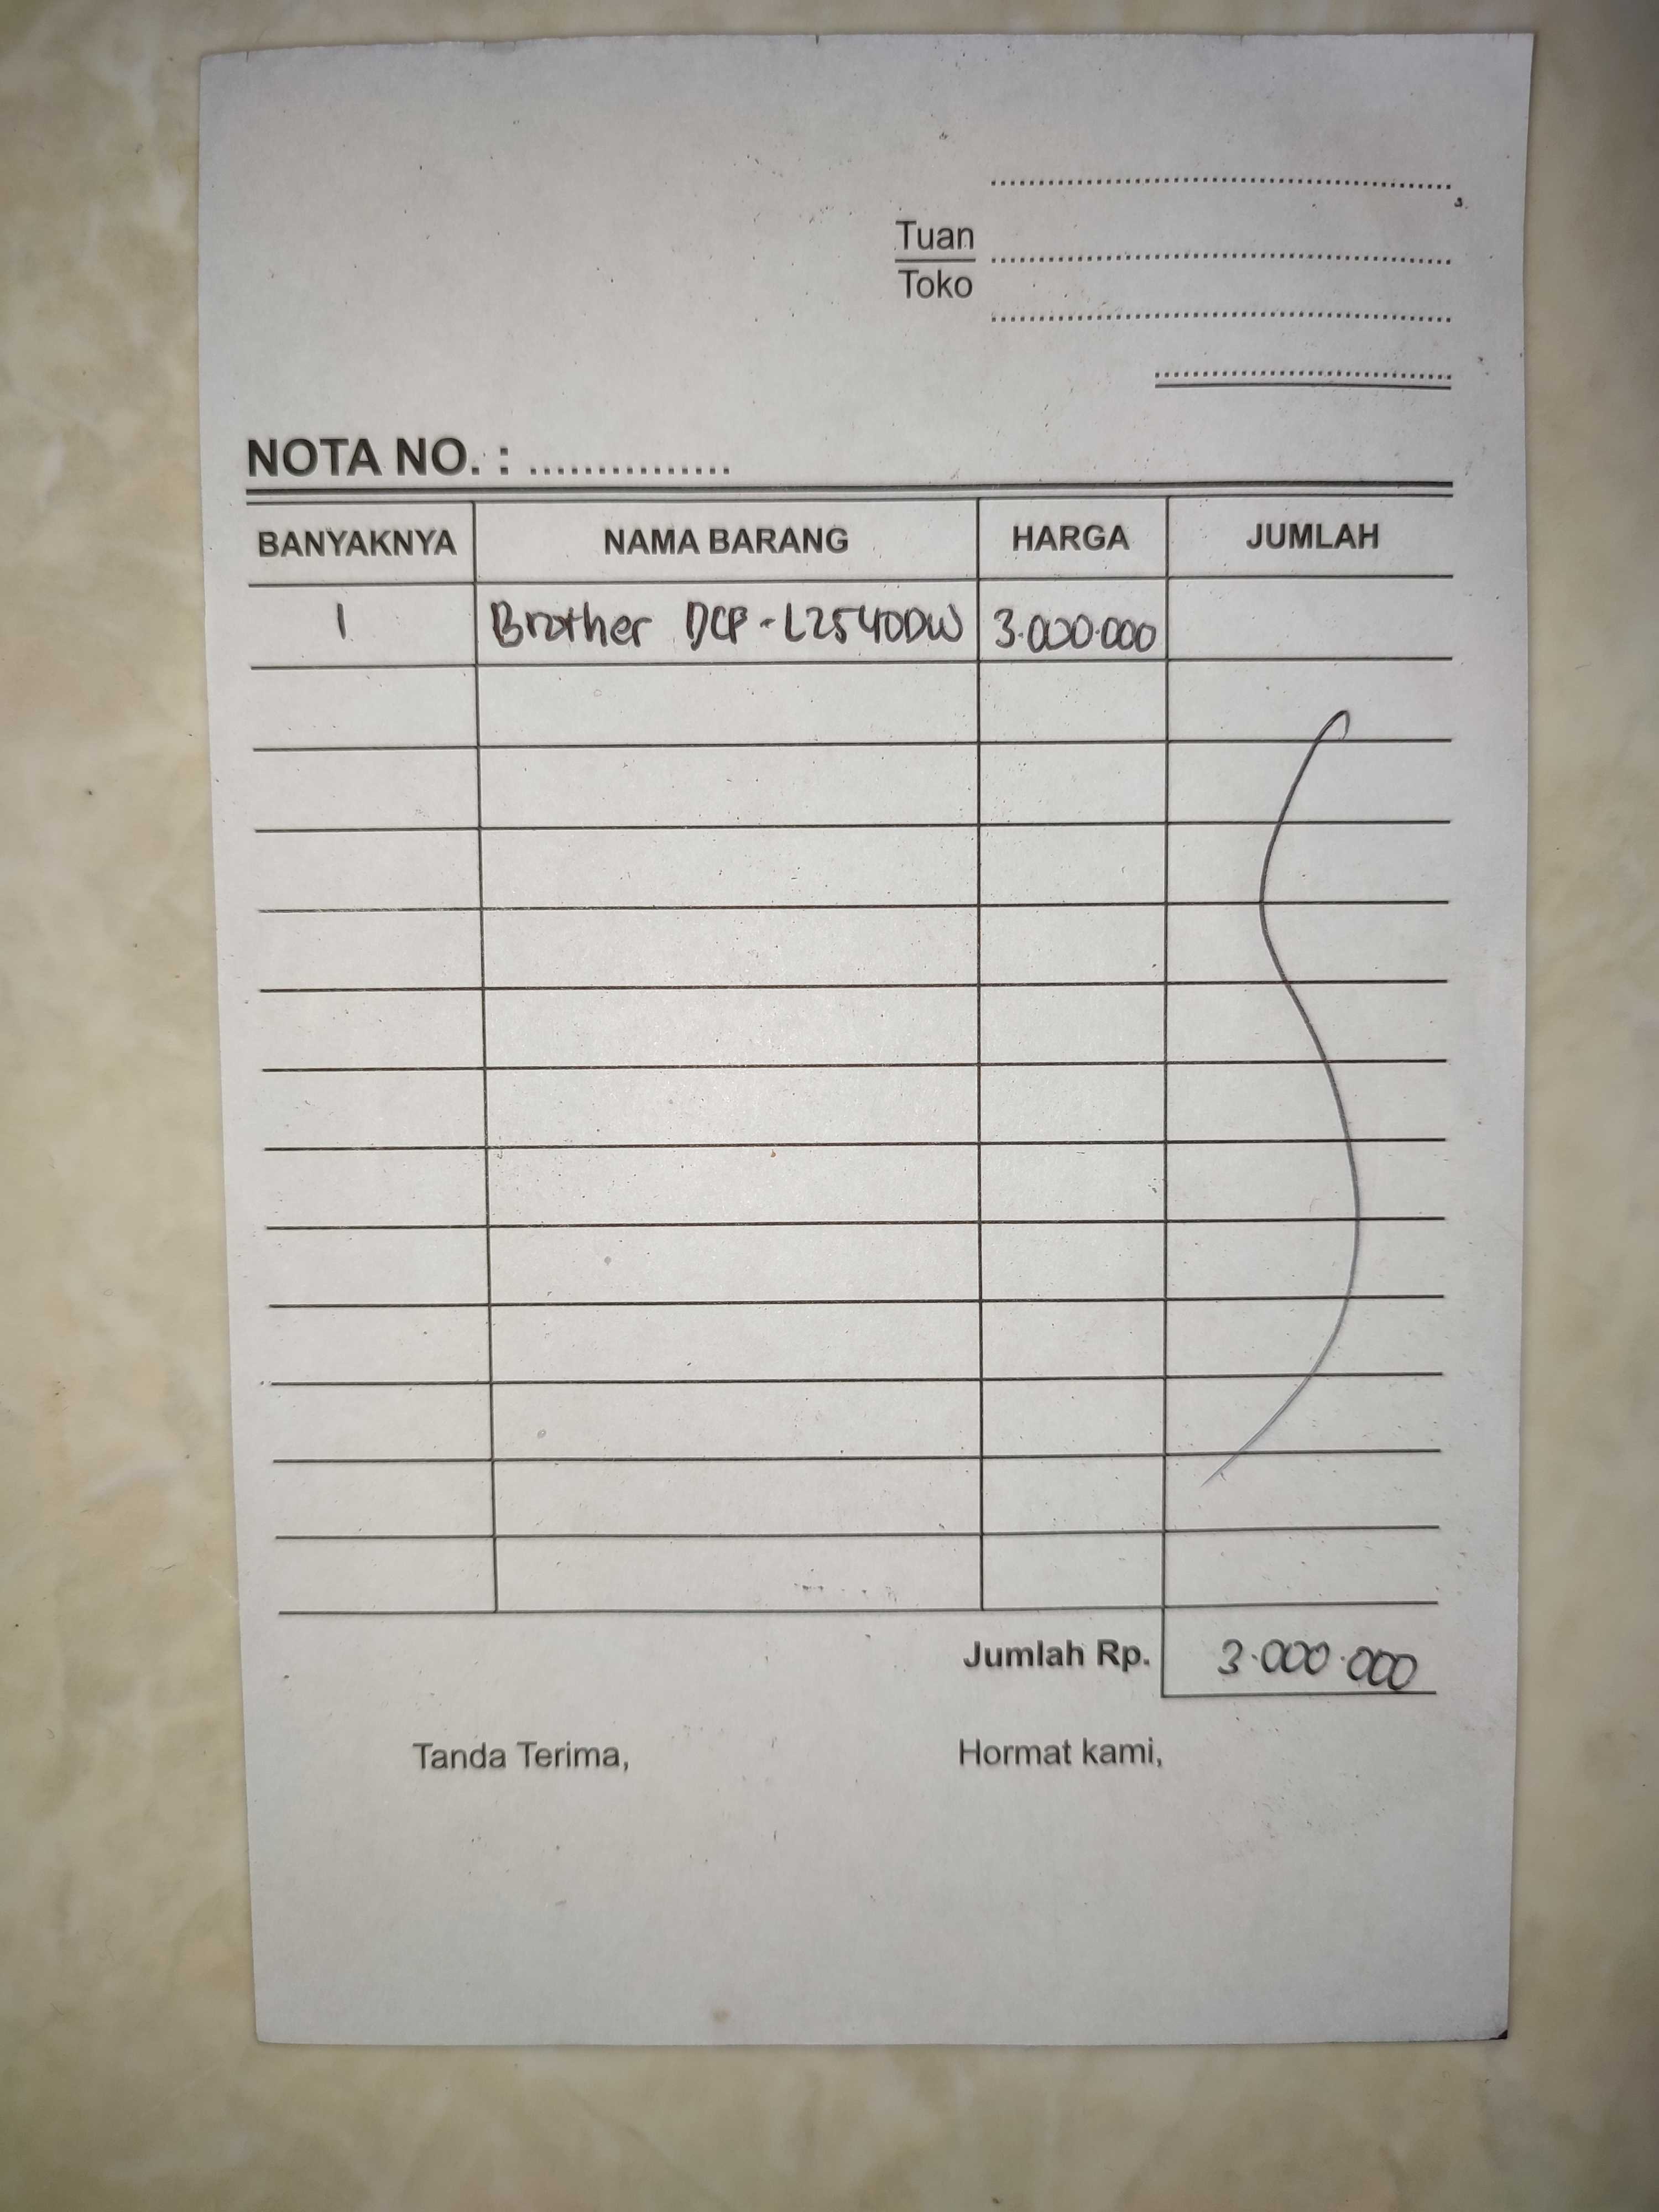 Tuan
Toko
NOTA NO. : ...............
BANYAKNYA NAMA BARANG HARGA JUMLAH
1 Brother DCP-L2540DW 3.000.000
Jumlah Rp. 3.000.000
Tanda Terima, Hormat kami,